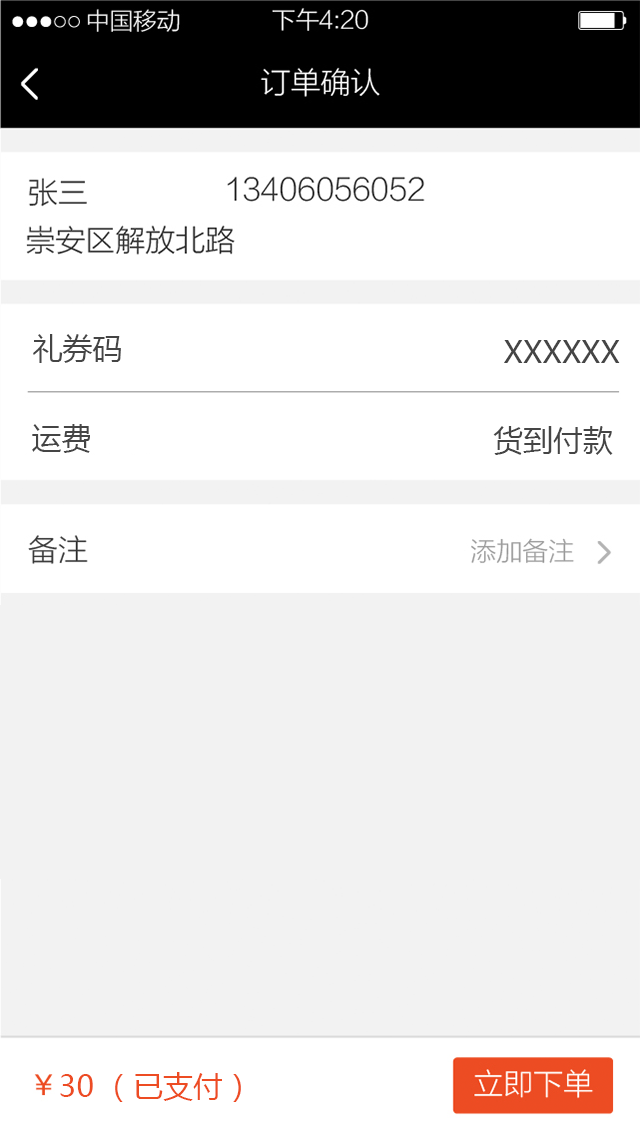 中国移动 下午4:20
订单确认
张三 13406056052
崇安区解放北路
礼券码 XXXXXX
运费 货到付款
备注 添加备注
￥30（已支付） 立即下单